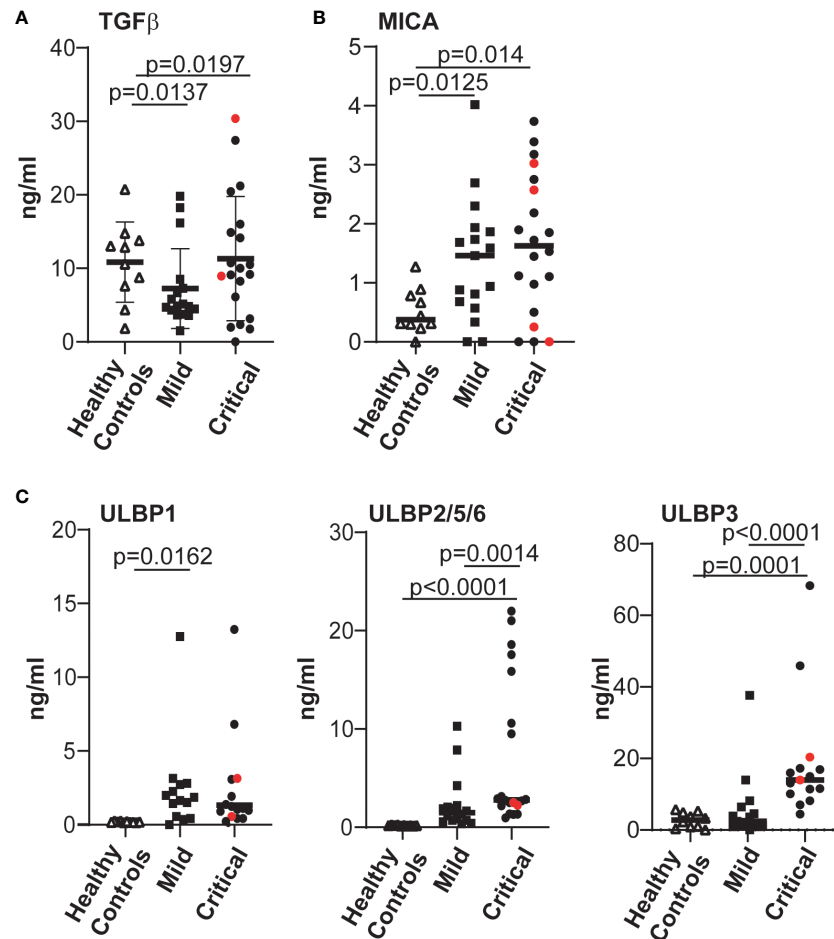 A TGFβ
40
30
20
10
0
ng/ml
p=0.0197
p=0.0137
Healthy
Controls
Mild
Critical
B MICA
5
4
3
2
1
0
ng/ml
p=0.014
p=0.0125
Healthy
Controls
Mild
Critical
C
ULBP1
20
15
10
5
0
ng/ml
p=0.0162
Healthy
Controls
Mild
Critical
ULBP2/5/6
30
20
10
0
ng/ml
p=0.0014
p<0.0001
Healthy
Controls
Mild
Critical
ULBP3
80
60
40
20
0
ng/ml
p<0.0001
p=0.0001
Healthy
Controls
Mild
Critical